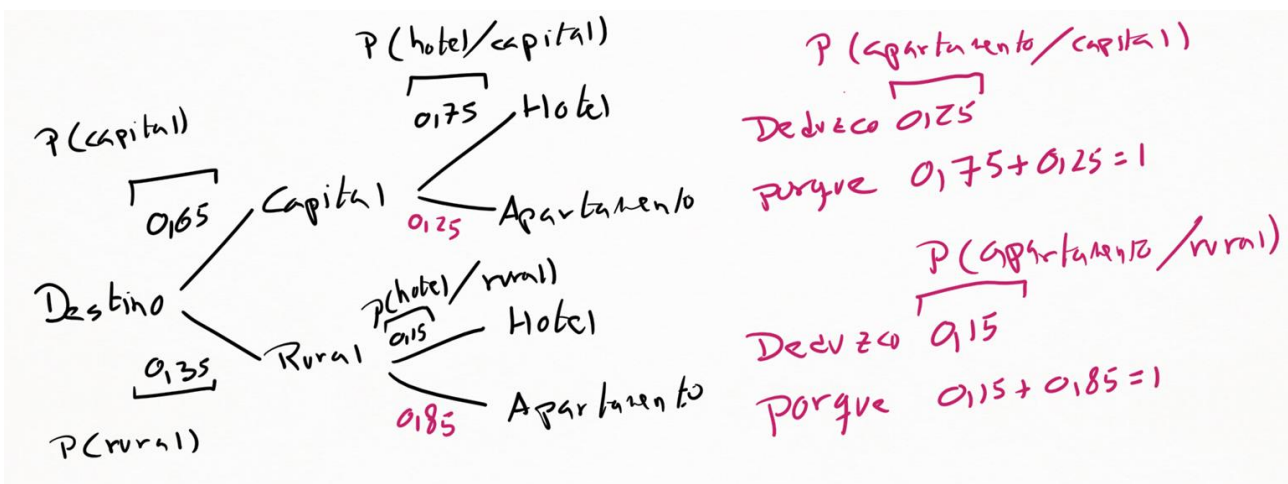 P(hotel/capital)
P(capital)
0,75
Hotel
0,65
Capital
0,25
Apartamento
Destino
P(hotel/rural)
0,15
Hotel
0,35
Rural
0,85
Apartamento
P(rural)
P(apartamento/capital)
Deduzco 0,25
porque 0,75+0,25=1
P(apartamento/rural)
Deduzco 0,15
porque 0,15+0,85=1